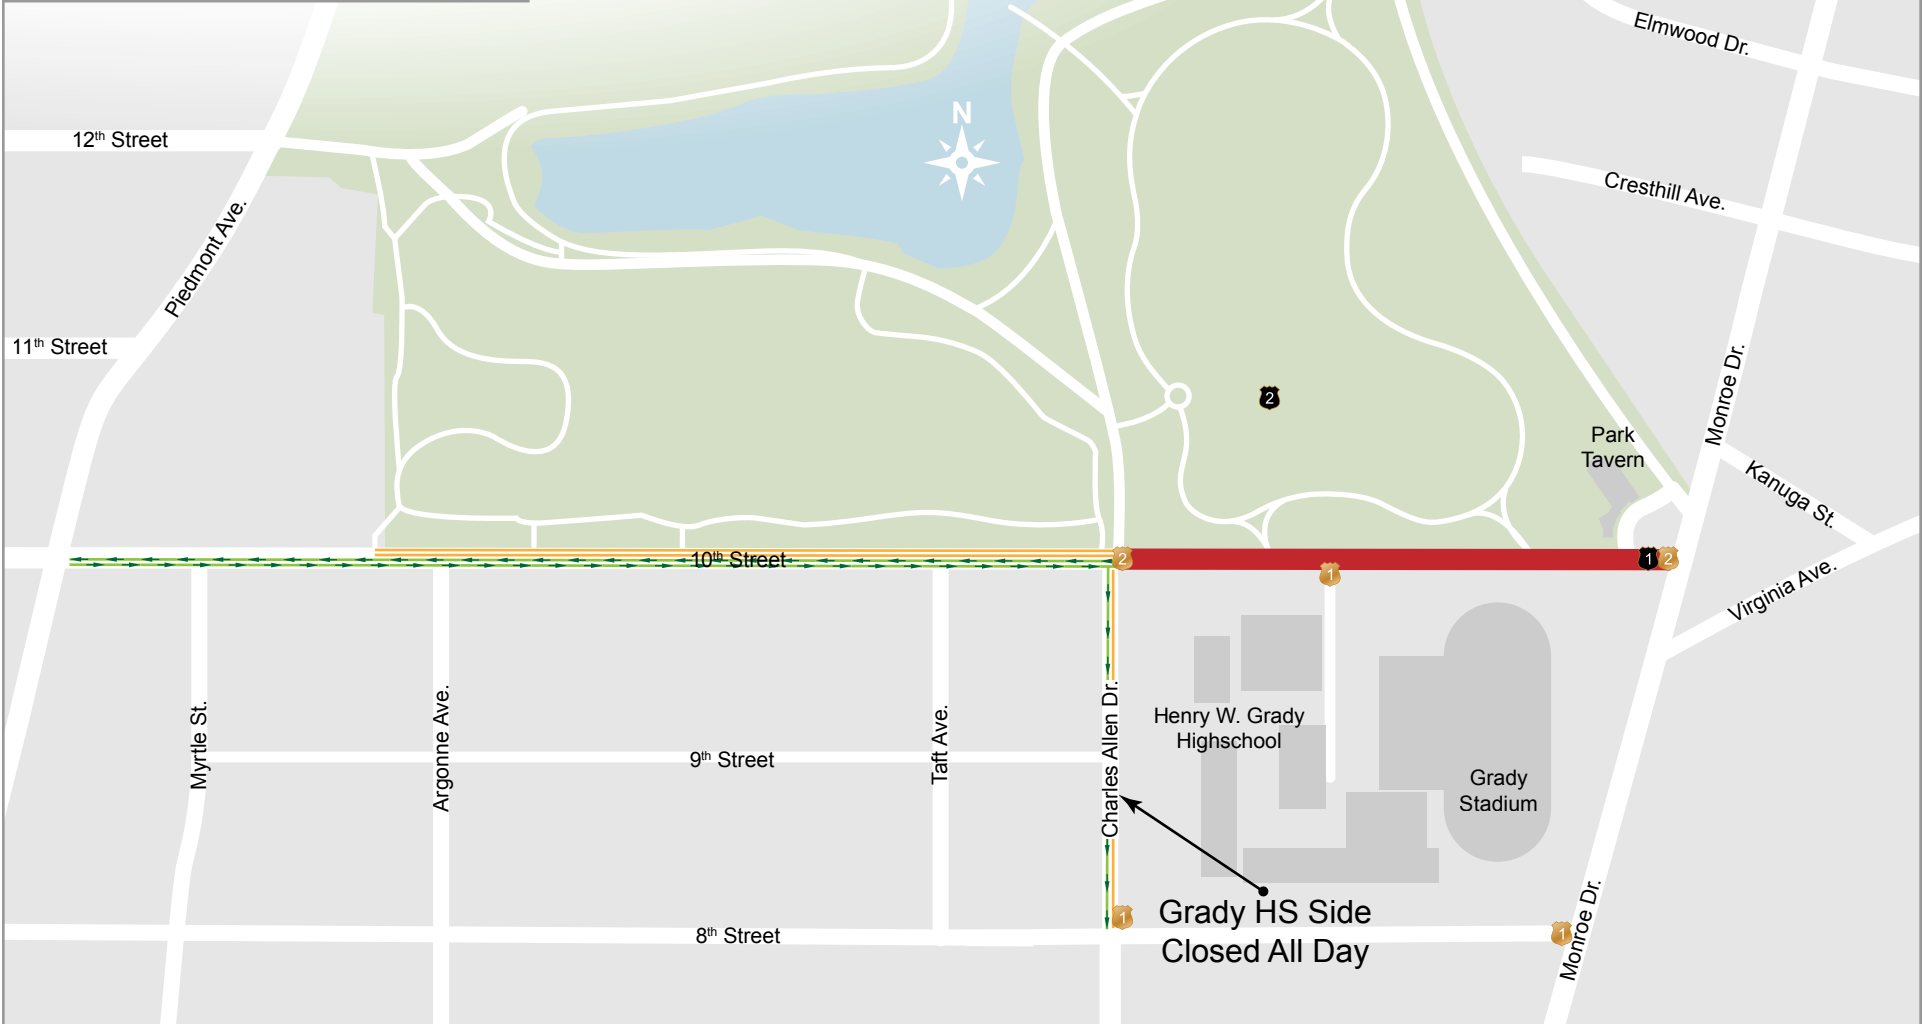 Elmwood Dr.
N
12th Street
Cresthill Ave.
Piedmont Ave.
11th Street
Monroe Dr.
2
Park
Tavern
Kanuga St.
10th Street
2
1
2
1
Virginia Ave.
Myrtle St.
Argonne Ave.
Taft Ave.
Charles Allen Dr.
Henry W. Grady
Highschool
9th Street
Grady
Stadium
1
Grady HS Side
Closed All Day
8th Street
1
Monroe Dr.